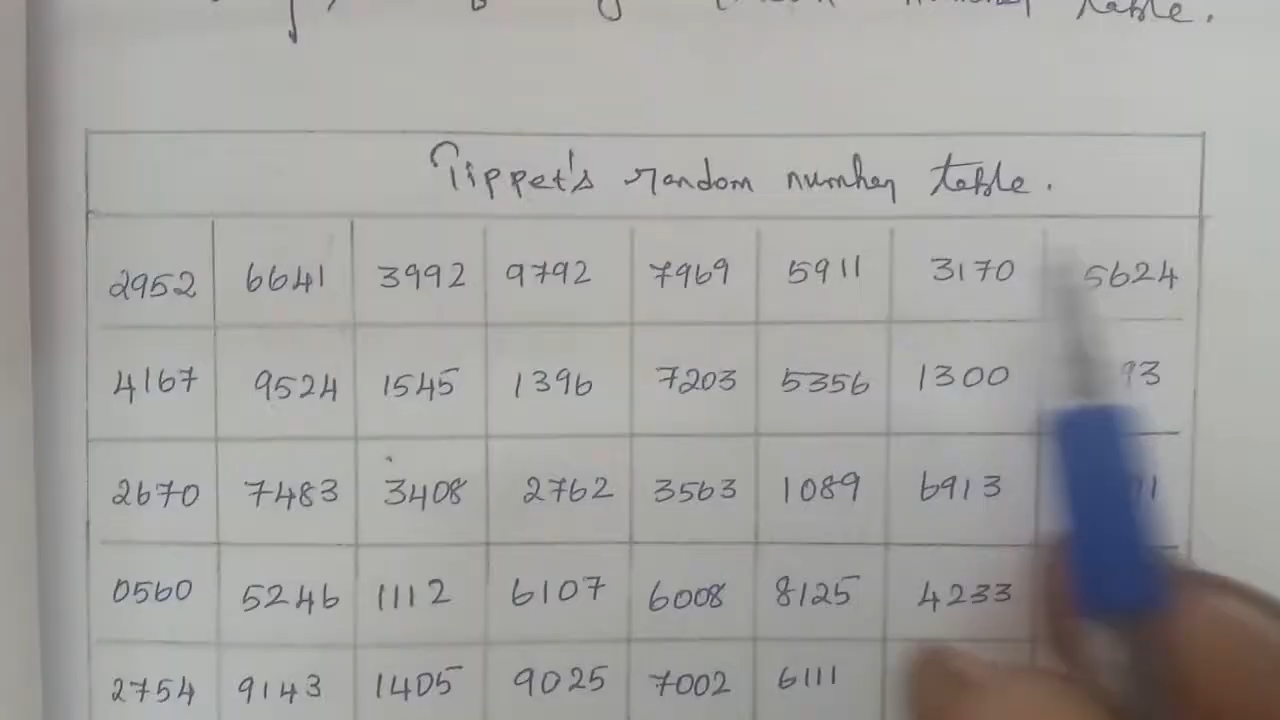 table.
Tippet's random number table.
2952 6641 3992 9792 7969 5911 3170 5624
4167 9524 1545 1396 7203 5356 1300 93
2670 7483 3408 2762 3563 1089 6913
0560 5246 1112 6107 6008 8125 4233
2754 9143 1405 9025 7002 6111